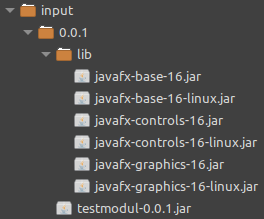 input
0.0.1
lib
javafx-base-16.jar
javafx-base-16-linux.jar
javafx-controls-16.jar
javafx-controls-16-linux.jar
javafx-graphics-16.jar
javafx-graphics-16-linux.jar
testmodul-0.0.1.jar